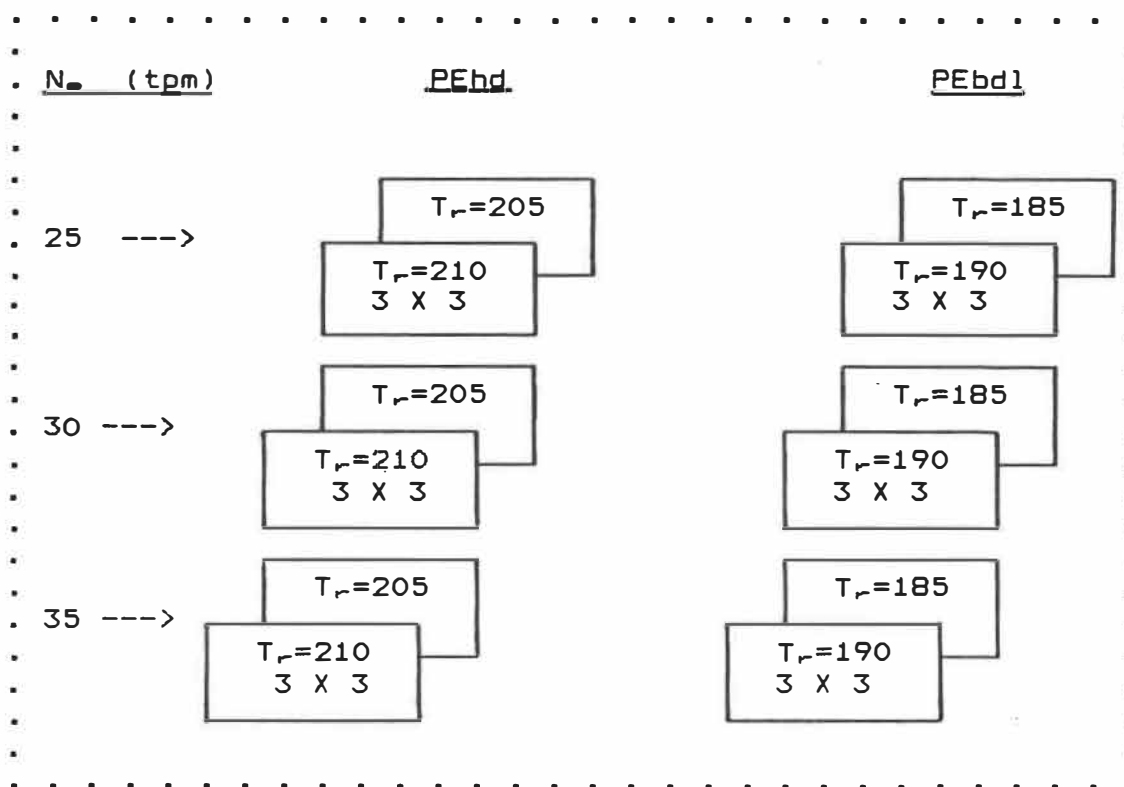 Ne (tpm) PEhd PEbdl
Tr=205 Tr=185
25 --->
Tr=210 Tr=190
3 X 3 3 X 3
Tr=205 Tr=185
30 --->
Tr=210 Tr=190
3 X 3 3 X 3
Tr=205 Tr=185
35 --->
Tr=210 Tr=190
3 X 3 3 X 3